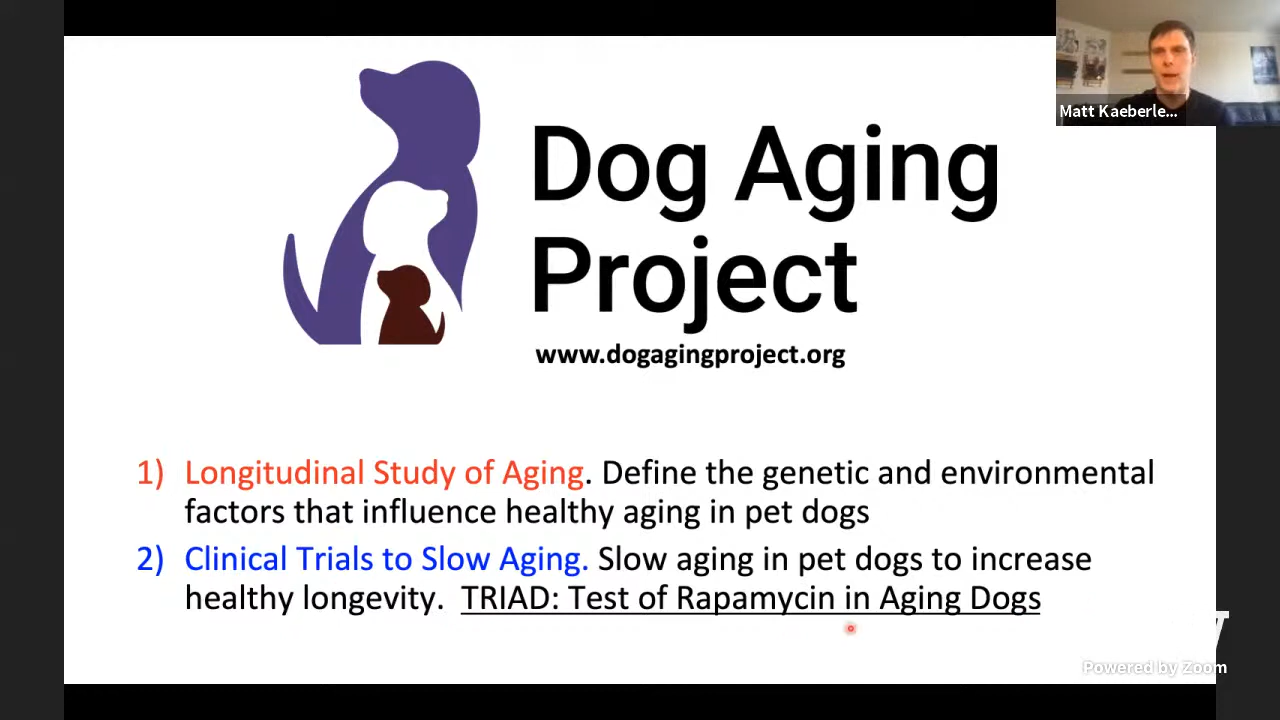 Matt Kaeberle...
Dog Aging
Project
www.dogagingproject.org
1) Longitudinal Study of Aging. Define the genetic and environmental
factors that influence healthy aging in pet dogs
2) Clinical Trials to Slow Aging. Slow aging in pet dogs to increase
healthy longevity. TRIAD: Test of Rapamycin in Aging Dogs
Powered by Zoom